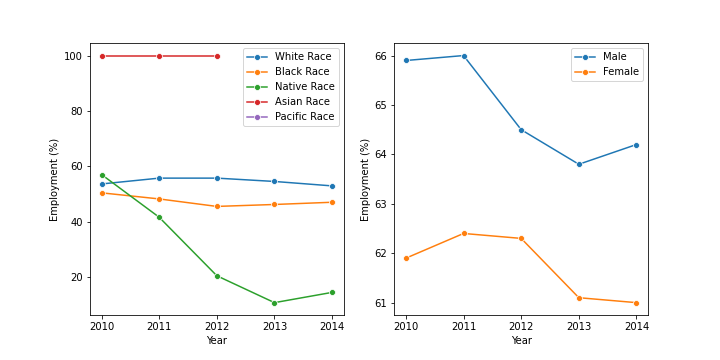 Employment (%)
100
80
60
40
20
2010 2011 2012 2013 2014
Year
White Race
Black Race
Native Race
Asian Race
Pacific Race
Employment (%)
66
65
64
63
62
61
2010 2011 2012 2013 2014
Year
Male
Female